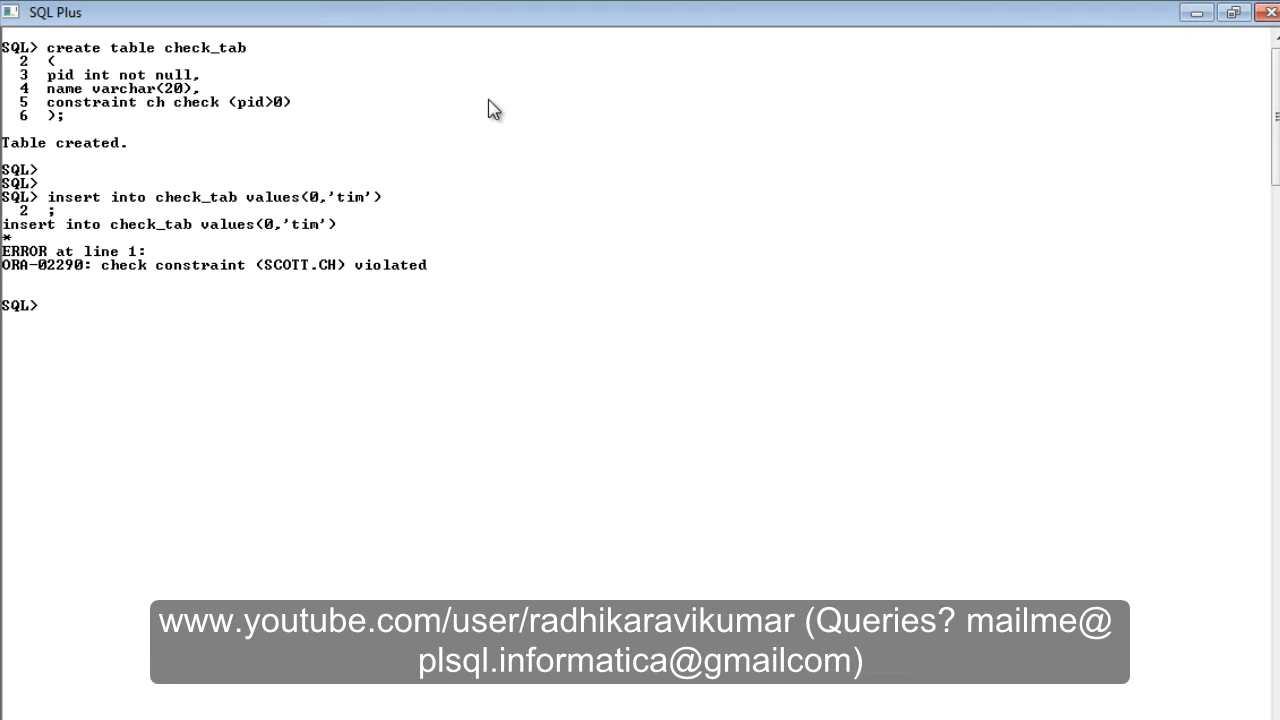 SQL Plus
SQL> create table check_tab
2 (
3 pid int not null,
4 name varchar(20),
5 constraint ch check (pid>0)
6 );
Table created.
SQL>
SQL>
SQL> insert into check_tab values(0,'tim')
2 ;
insert into check_tab values(0,'tim')
*
ERROR at line 1:
ORA-02290: check constraint (SCOTT.CH) violated
SQL>
www.youtube.com/user/radhikaravikumar (Queries? mailme@
plsql.informatica@gmailcom)